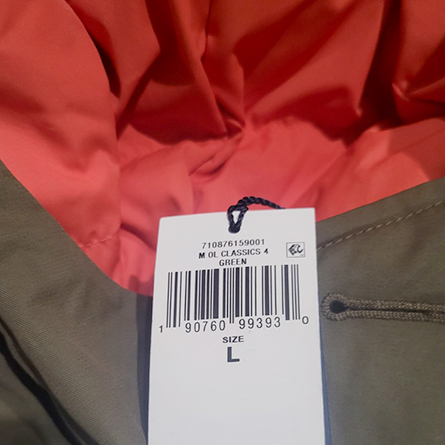 710876159001
M OL CLASSICS 4
GREEN
1 90760 99393 0
SIZE
L